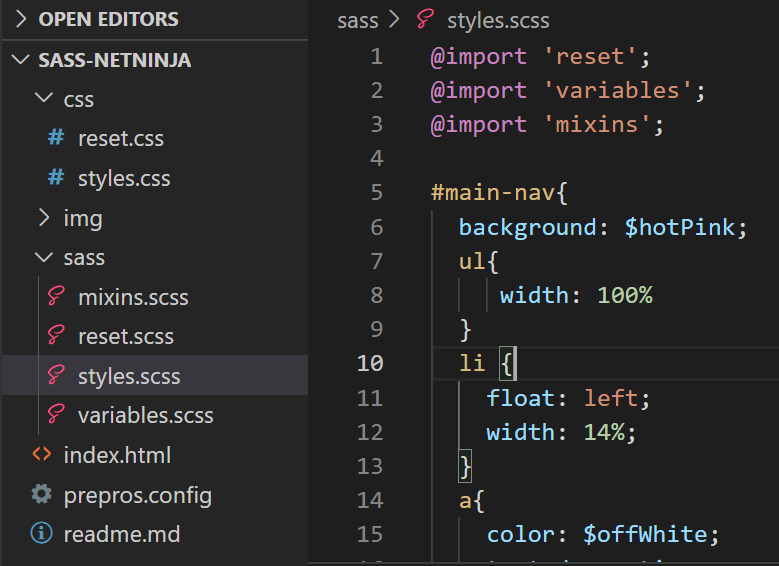 OPEN EDITORS
SASS-NETNINJA
css
reset.css
styles.css
img
sass
mixins.scss
reset.scss
styles.scss
variables.scss
index.html
prepros.config
readme.md
sass > styles.scss
1 @import 'reset';
2 @import 'variables';
3 @import 'mixins';
4
5 #main-nav{
6 background: $hotPink;
7 ul{
8 width: 100%
9 }
10 li {
11 float: left;
12 width: 14%;
13 }
14 a{
15 color: $offWhite;